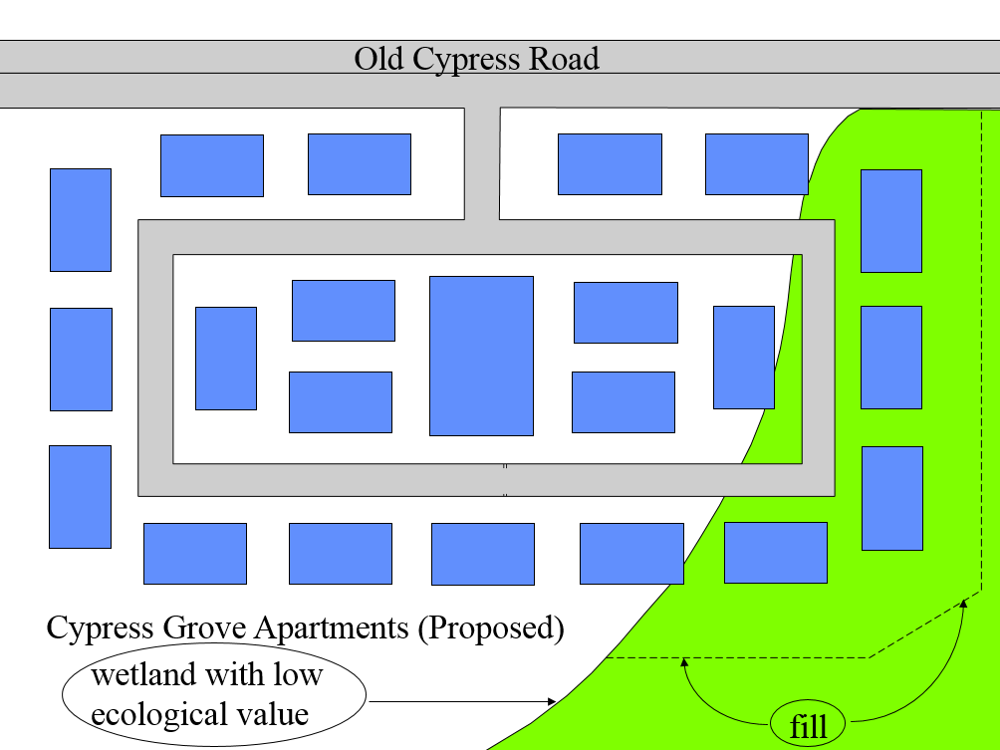 Old Cypress Road
Cypress Grove Apartments (Proposed)
wetland with low
ecological value
fill